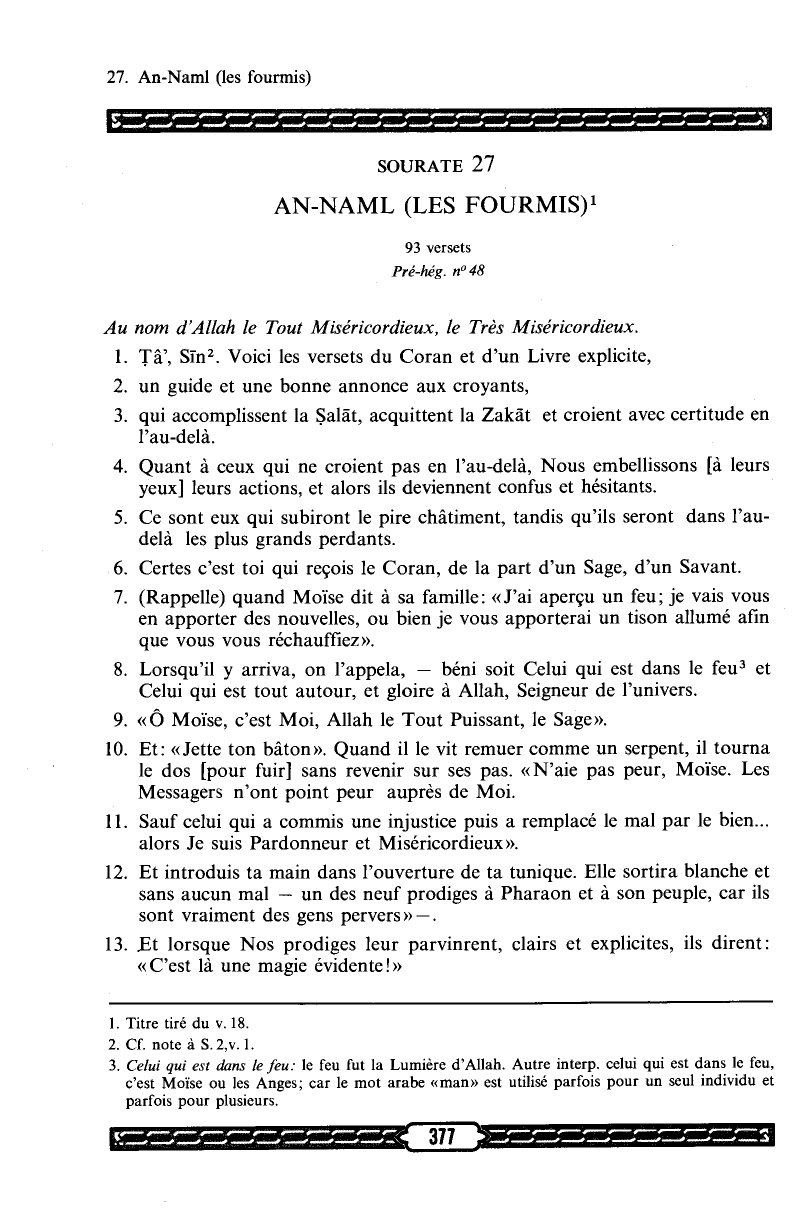 27. An-Naml (les fourmis)
SOURATE 27
AN-NAML (LES FOURMIS)¹
93 versets
Pré-hég. nº 48
Au nom d'Allah le Tout Miséricordieux, le Très Miséricordieux.
1. Ṭâ', Sīn². Voici les versets du Coran et d'un Livre explicite,
2. un guide et une bonne annonce aux croyants,
3. qui accomplissent la Ṣalāt, acquittent la Zakāt et croient avec certitude en
l'au-delà.
4. Quant à ceux qui ne croient pas en l'au-delà, Nous embellissons [à leurs
yeux] leurs actions, et alors ils deviennent confus et hésitants.
5. Ce sont eux qui subiront le pire châtiment, tandis qu'ils seront dans l'au-
delà les plus grands perdants.
6. Certes c'est toi qui reçois le Coran, de la part d'un Sage, d'un Savant.
7. (Rappelle) quand Moïse dit à sa famille: «J'ai aperçu un feu; je vais vous
en apporter des nouvelles, ou bien je vous apporterai un tison allumé afin
que vous vous réchauffiez».
8. Lorsqu'il y arriva, on l'appela, — béni soit Celui qui est dans le feu³ et
Celui qui est tout autour, et gloire à Allah, Seigneur de l'univers.
9. «Ô Moïse, c'est Moi, Allah le Tout Puissant, le Sage».
10. Et: «Jette ton bâton». Quand il le vit remuer comme un serpent, il tourna
le dos [pour fuir] sans revenir sur ses pas. «N'aie pas peur, Moïse. Les
Messagers n'ont point peur auprès de Moi.
11. Sauf celui qui a commis une injustice puis a remplacé le mal par le bien...
alors Je suis Pardonneur et Miséricordieux».
12. Et introduis ta main dans l'ouverture de ta tunique. Elle sortira blanche et
sans aucun mal — un des neuf prodiges à Pharaon et à son peuple, car ils
sont vraiment des gens pervers» —.
13. Et lorsque Nos prodiges leur parvinrent, clairs et explicites, ils dirent:
«C'est là une magie évidente!»
1. Titre tiré du v. 18.
2. Cf. note à S. 2,v. 1.
3. Celui qui est dans le feu: le feu fut la Lumière d'Allah. Autre interp. celui qui est dans le feu,
c'est Moïse ou les Anges; car le mot arabe «man» est utilisé parfois pour un seul individu et
parfois pour plusieurs.
377